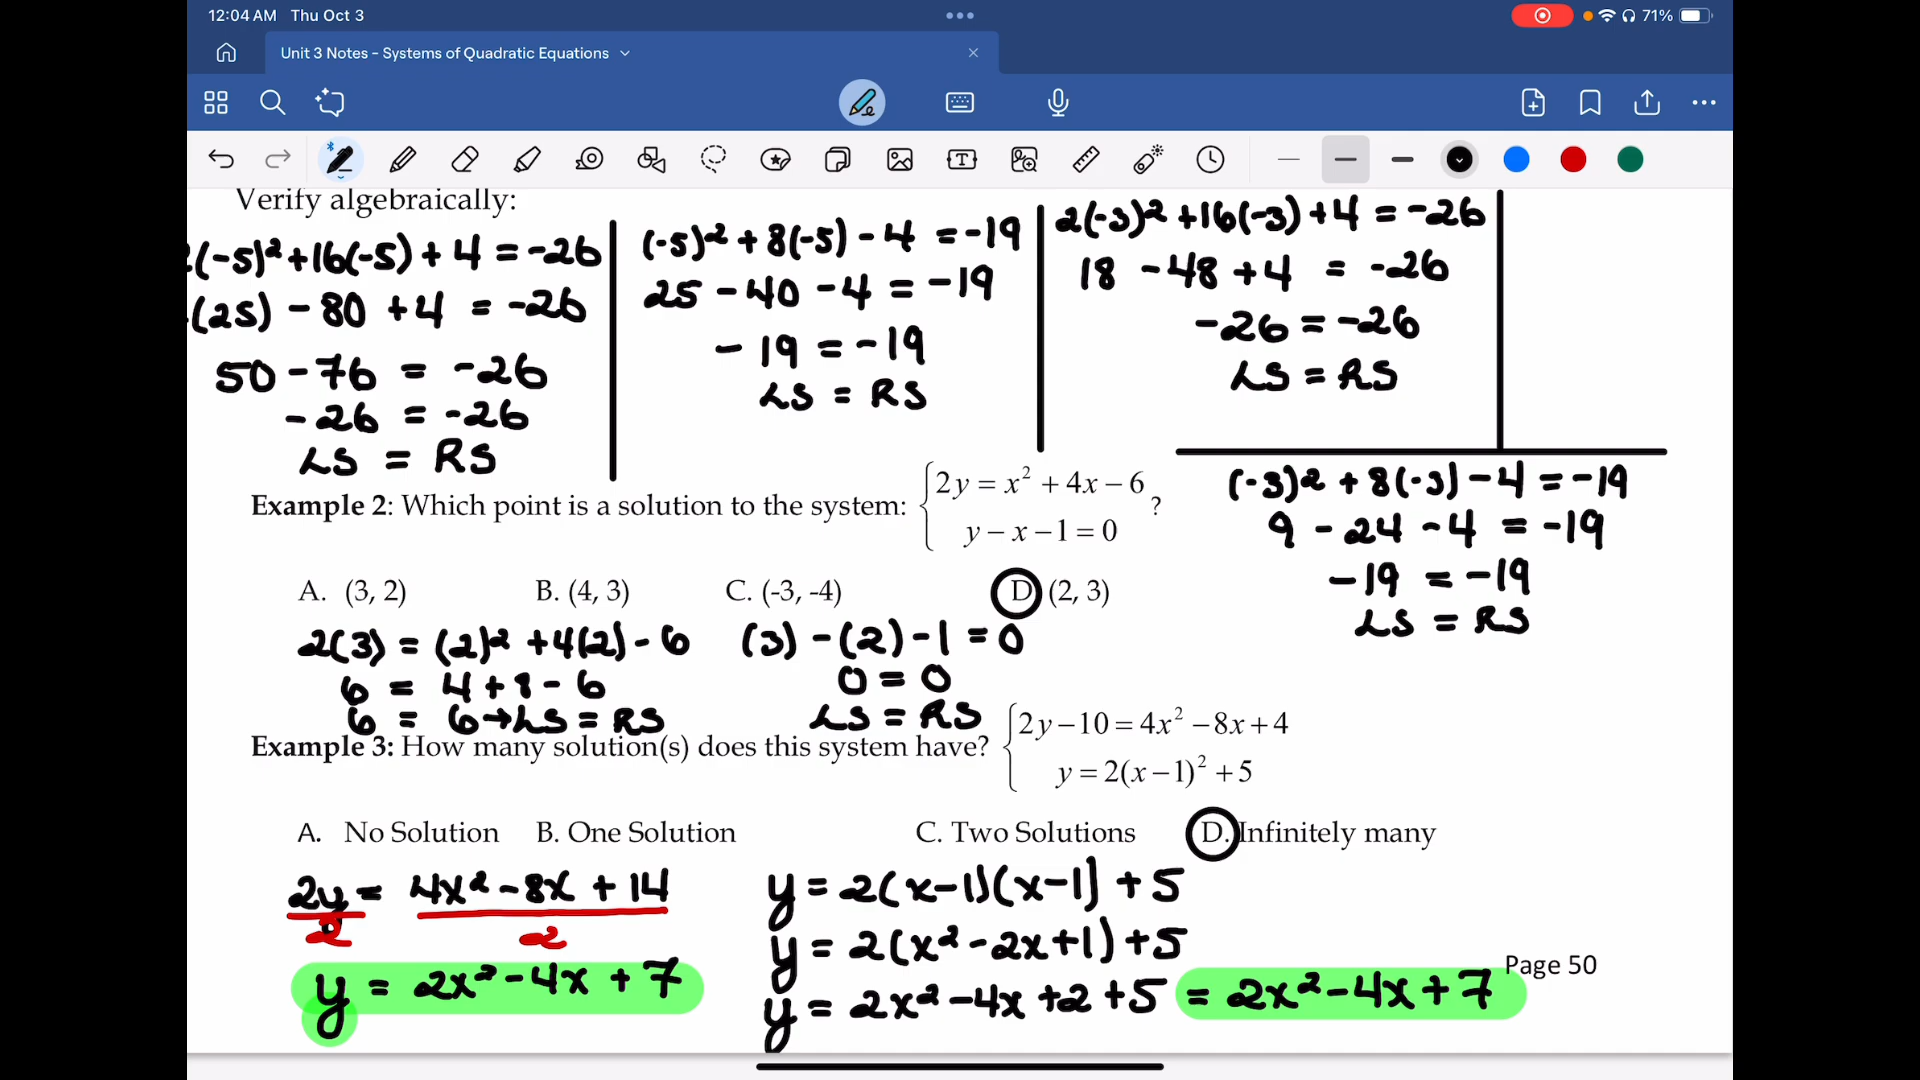 12:04 AM Thu Oct 3
71%
Unit 3 Notes - Systems of Quadratic Equations
Verify algebraically:
(-5)² + 16(-5) + 4 = -26
(25) - 80 + 4 = -26
50 - 76 = -26
-26 = -26
LS = RS
(-5)² + 8(-5) - 4 = -19
25 - 40 - 4 = -19
-19 = -19
LS = RS
2(-3)² + 16(-3) + 4 = -26
18 - 48 + 4 = -26
-26 = -26
LS = RS
(-3)² + 8(-3) - 4 = -19
9 - 24 - 4 = -19
-19 = -19
LS = RS
Example 2: Which point is a solution to the system: { 2y = x² + 4x - 6
y - x - 1 = 0 ?
A. (3, 2) B. (4, 3) C. (-3, -4) D (2, 3)
2(3) = (2)² + 4(2) - 6
6 = 4 + 8 - 6
6 = 6 → LS = RS
(3) - (2) - 1 = 0
0 = 0
LS = RS
Example 3: How many solution(s) does this system have? { 2y - 10 = 4x² - 8x + 4
y = 2(x - 1)² + 5
A. No Solution B. One Solution C. Two Solutions D. Infinitely many
2y = 4x² - 8x + 14
2 2
y = 2x² - 4x + 7
y = 2(x - 1)(x - 1) + 5
y = 2(x² - 2x + 1) + 5
y = 2x² - 4x + 2 + 5 = 2x² - 4x + 7
Page 50